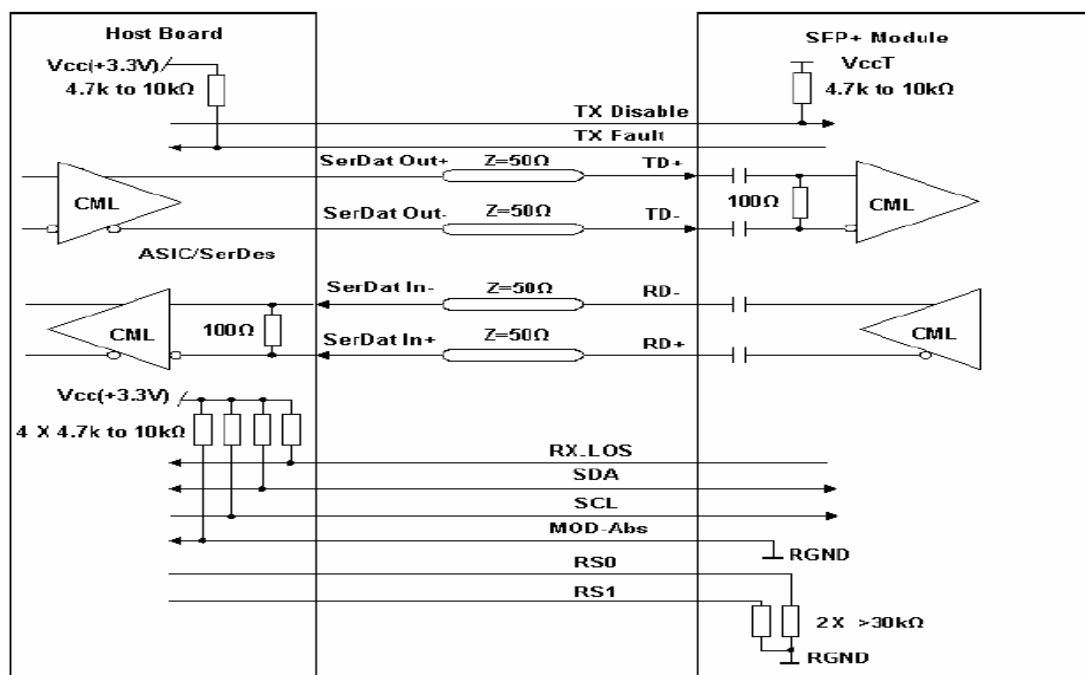 Host Board
SFP+ Module
Vcc(+3.3V)
4.7k to 10kΩ
VccT
4.7k to 10kΩ
TX Disable
TX Fault
SerDat Out+
Z=50Ω
TD+
CML
100Ω
CML
SerDat Out-
Z=50Ω
TD-
ASIC/SerDes
SerDat In-
Z=50Ω
RD-
CML
100Ω
CML
SerDat In+
Z=50Ω
RD+
Vcc(+3.3V)
4 X 4.7k to 10kΩ
RX_LOS
SDA
SCL
MOD-Abs
RGND
RS0
RS1
2X >30kΩ
RGND